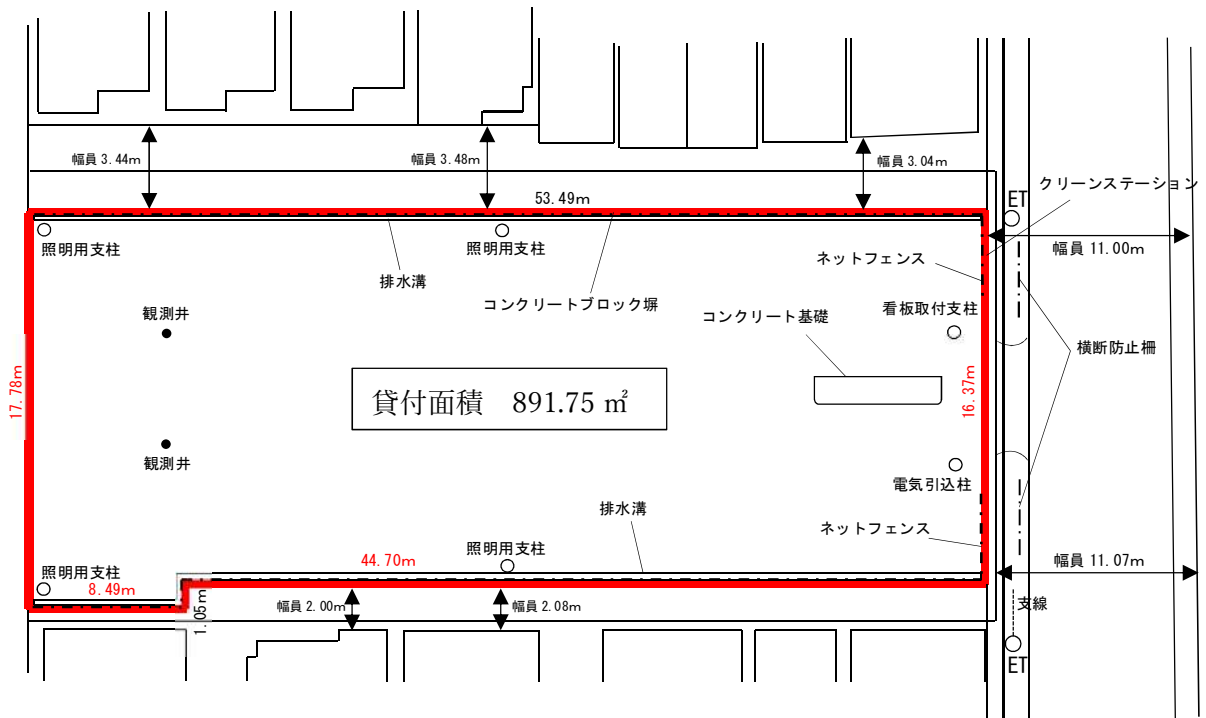 幅員 3.44m
幅員 3.48m
幅員 3.04m
クリーンステーション
53.49m
ET
照明用支柱
照明用支柱
排水溝
コンクリートブロック塀
ネットフェンス
幅員 11.00m
観測井
コンクリート基礎
看板取付支柱
横断防止柵
17.78m
貸付面積 891.75 ㎡
16.37m
観測井
電気引込柱
排水溝
ネットフェンス
照明用支柱
44.70m
照明用支柱
8.49m
1.05m
幅員 2.00m
幅員 2.08m
幅員 11.07m
支線
ET